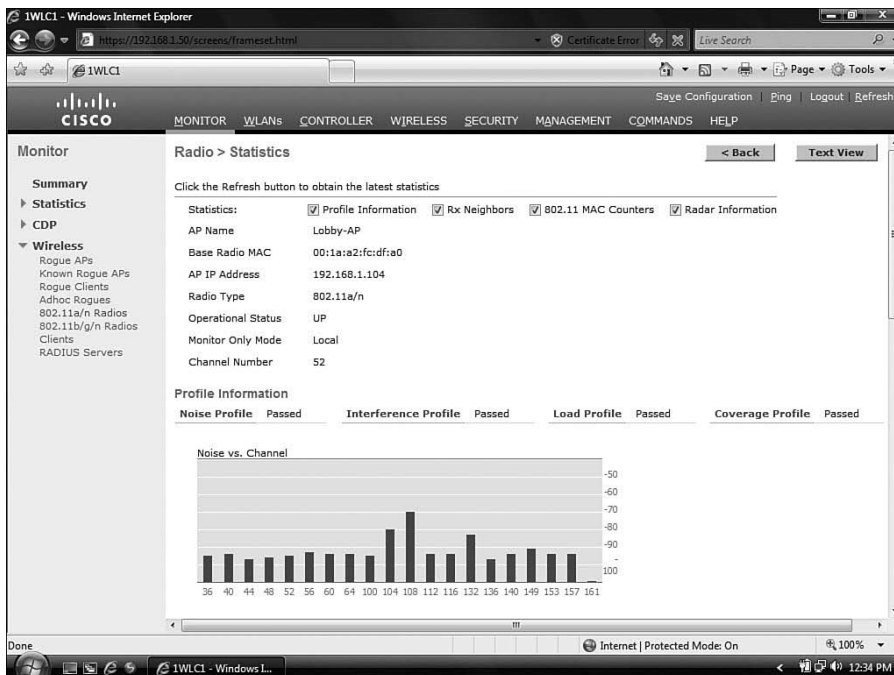 1WLC1 - Windows Internet Explorer
https://192.168.1.50/screens/frameset.html
Certificate Error
Live Search
1WLC1
Page
Tools
Save Configuration | Ping | Logout | Refresh
CISCO
MONITOR WLANs CONTROLLER WIRELESS SECURITY MANAGEMENT COMMANDS HELP
Monitor
Summary
Statistics
CDP
Wireless
Rogue APs
Known Rogue APs
Rogue Clients
Adhoc Rogues
802.11a/n Radios
802.11b/g/n Radios
Clients
RADIUS Servers
Radio > Statistics
< Back
Text View
Click the Refresh button to obtain the latest statistics
Statistics: Profile Information Rx Neighbors 802.11 MAC Counters Radar Information
AP Name Lobby-AP
Base Radio MAC 00:1a:a2:fc:df:a0
AP IP Address 192.168.1.104
Radio Type 802.11a/n
Operational Status UP
Monitor Only Mode Local
Channel Number 52
Profile Information
Noise Profile Passed Interference Profile Passed Load Profile Passed Coverage Profile Passed
Noise vs. Channel
-50
-60
-70
-80
-90
-
100
36 40 44 48 52 56 60 64 100 104 108 112 116 132 136 140 149 153 157 161
Done
Internet | Protected Mode: On
100%
1WLC1 - Windows I...
12:34 PM